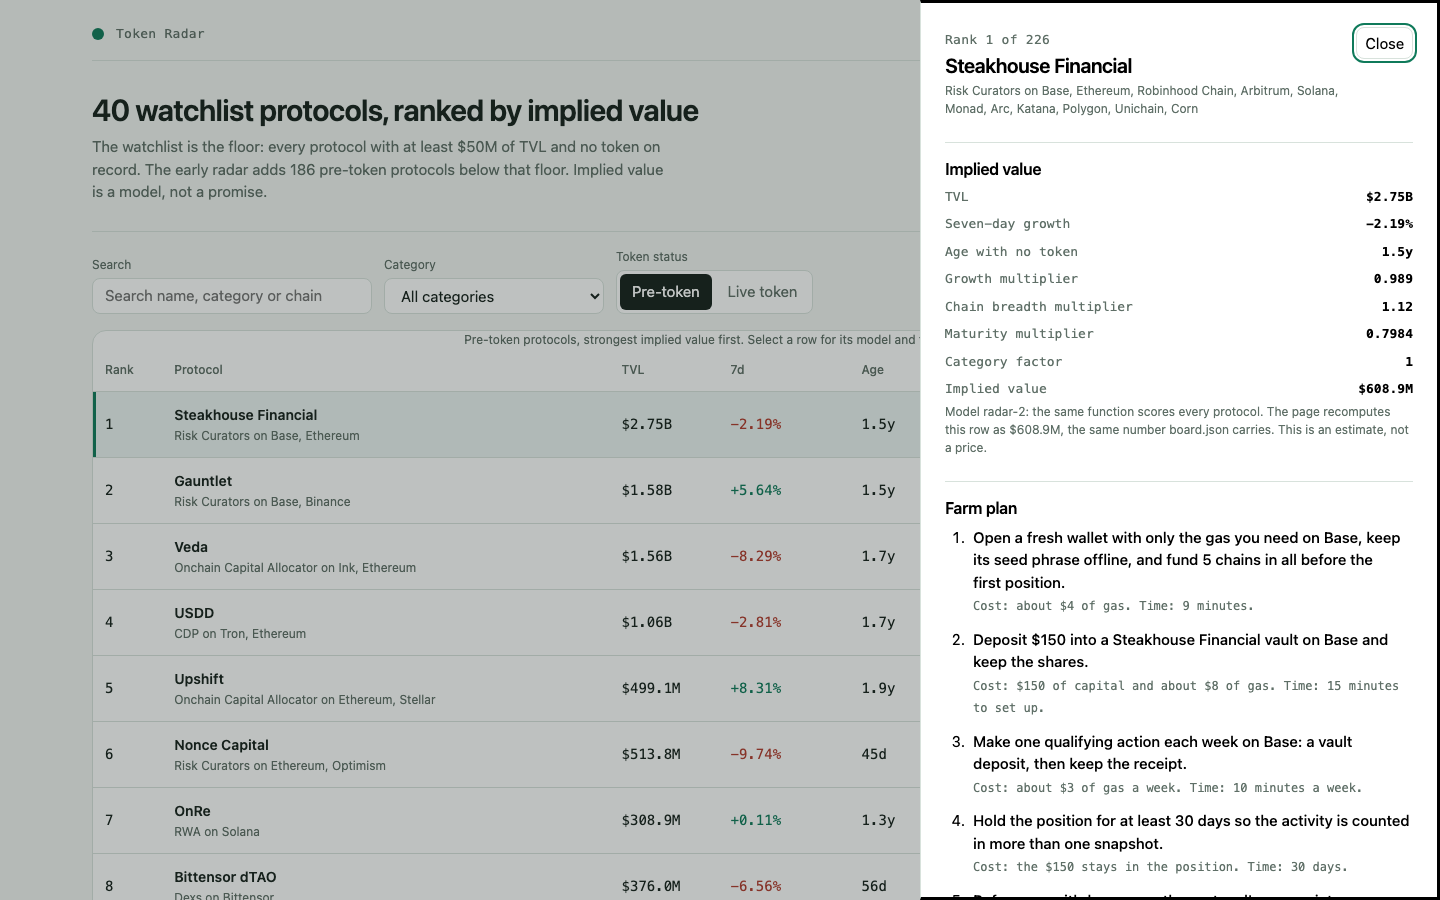 Token Radar
40 watchlist protocols, ranked by implied value
The watchlist is the floor: every protocol with at least $50M of TVL and no token on
record. The early radar adds 186 pre-token protocols below that floor. Implied value
is a model, not a promise.
Search
Category
Token status
Search name, category or chain
All categories
Pre-token
Live token
Pre-token protocols, strongest implied value first. Select a row for its model and
Rank Protocol TVL 7d Age
1 Steakhouse Financial $2.75B −2.19% 1.5y
Risk Curators on Base, Ethereum
2 Gauntlet $1.58B +5.64% 1.5y
Risk Curators on Base, Binance
3 Veda $1.56B −8.29% 1.7y
Onchain Capital Allocator on Ink, Ethereum
4 USDD $1.06B −2.81% 1.7y
CDP on Tron, Ethereum
5 Upshift $499.1M +8.31% 1.9y
Onchain Capital Allocator on Ethereum, Stellar
6 Nonce Capital $513.8M −9.74% 45d
Risk Curators on Ethereum, Optimism
7 OnRe $308.9M +0.11% 1.3y
RWA on Solana
8 Bittensor dTAO $376.0M −6.56% 56d
Dexs on Bittensor
Rank 1 of 226
Close
Steakhouse Financial
Risk Curators on Base, Ethereum, Robinhood Chain, Arbitrum, Solana,
Monad, Arc, Katana, Polygon, Unichain, Corn
Implied value
TVL $2.75B
Seven-day growth −2.19%
Age with no token 1.5y
Growth multiplier 0.989
Chain breadth multiplier 1.12
Maturity multiplier 0.7984
Category factor 1
Implied value $608.9M
Model radar-2: the same function scores every protocol. The page recomputes
this row as $608.9M, the same number board.json carries. This is an estimate, not
a price.
Farm plan
1. Open a fresh wallet with only the gas you need on Base, keep
its seed phrase offline, and fund 5 chains in all before the
first position.
Cost: about $4 of gas. Time: 9 minutes.
2. Deposit $150 into a Steakhouse Financial vault on Base and
keep the shares.
Cost: $150 of capital and about $8 of gas. Time: 15 minutes
to set up.
3. Make one qualifying action each week on Base: a vault
deposit, then keep the receipt.
Cost: about $3 of gas a week. Time: 10 minutes a week.
4. Hold the position for at least 30 days so the activity is counted
in more than one snapshot.
Cost: the $150 stays in the position. Time: 30 days.